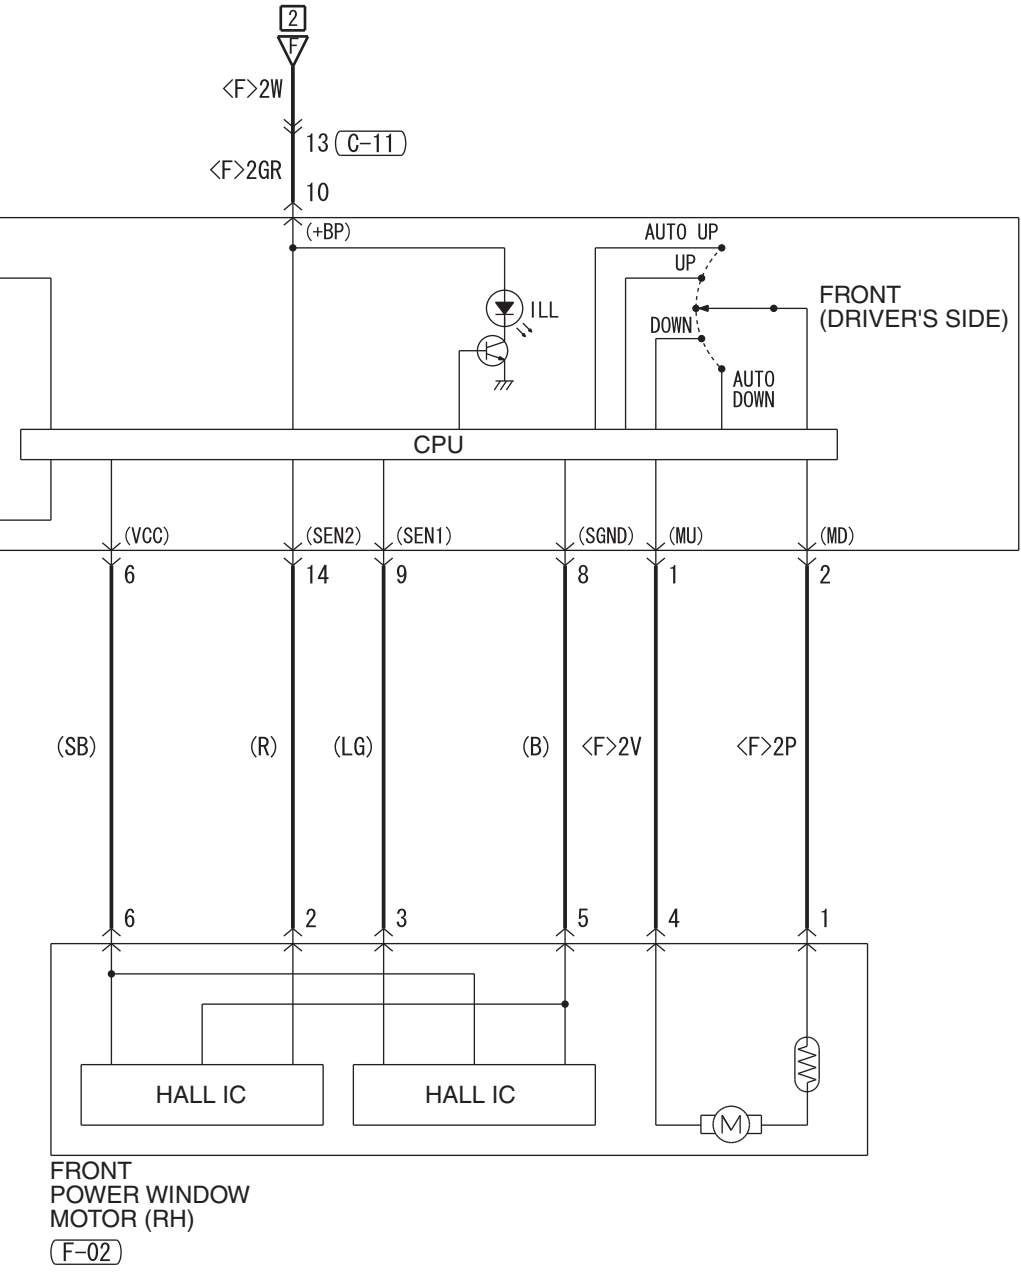 2
F
<F>2W
13 C-11
<F>2GR
10
(+BP)
AUTO UP
UP
ILL
FRONT
(DRIVER'S SIDE)
DOWN
AUTO
DOWN
CPU
(VCC) (SEN2) (SEN1) (SGND) (MU) (MD)
6 14 9 8 1 2
(SB) (R) (LG) (B) <F>2V <F>2P
6 2 3 5 4 1
HALL IC HALL IC
M
FRONT
POWER WINDOW
MOTOR (RH)
F-02